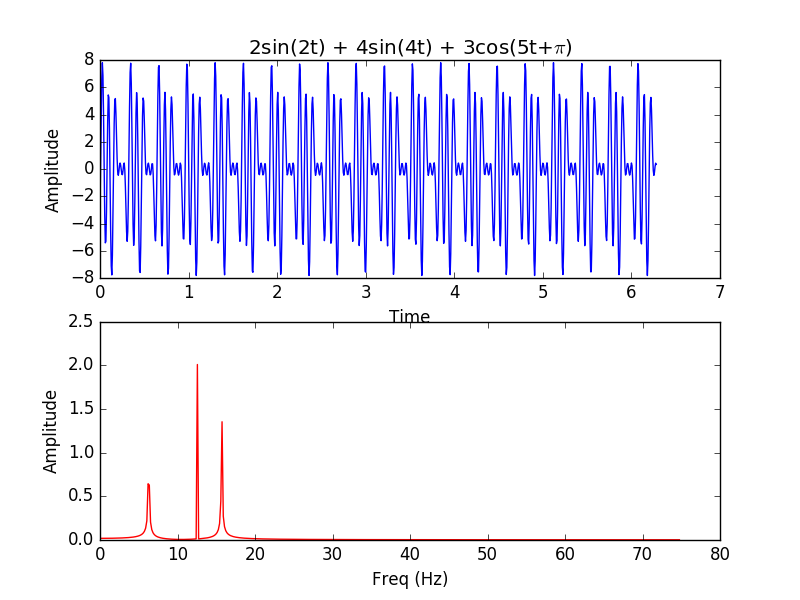 2sin(2t) + 4sin(4t) + 3cos(5t+π)
8
6
4
2
0
−2
−4
−6
−8
Amplitude
0 1 2 3 4 5 6 7
Time
2.5
2.0
1.5
1.0
0.5
0.0
Amplitude
0 10 20 30 40 50 60 70 80
Freq (Hz)